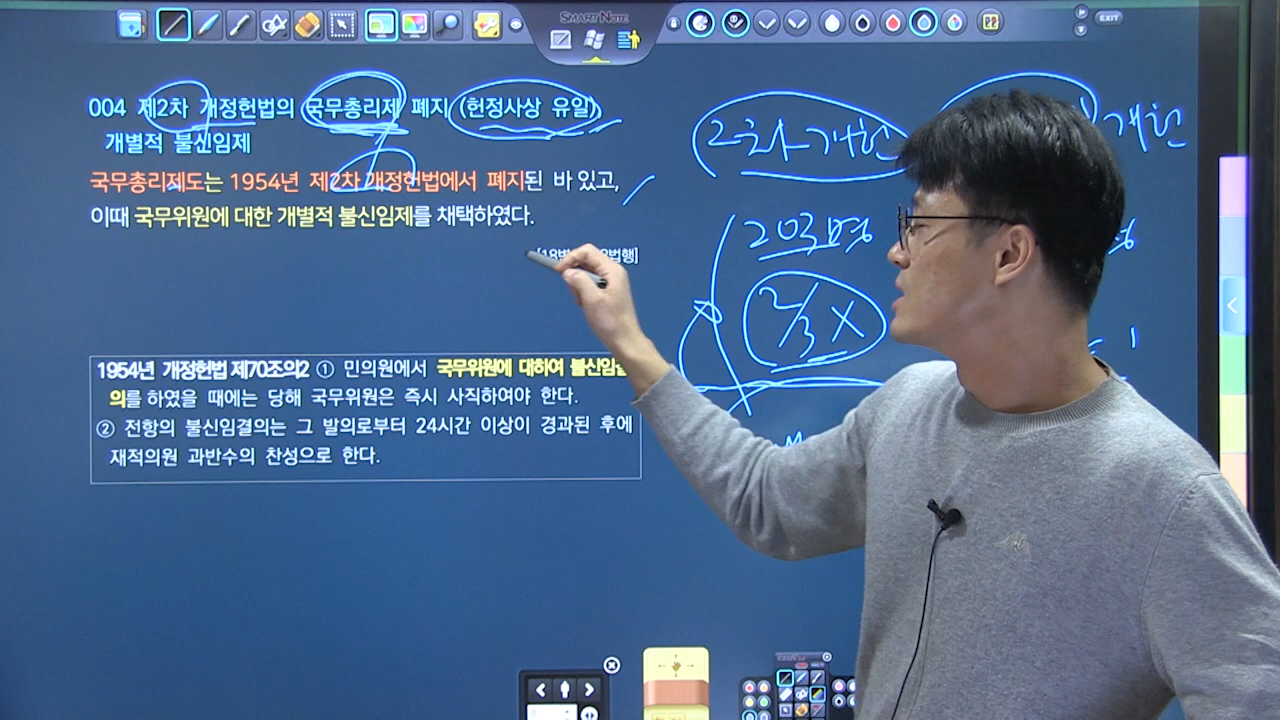 SMARTNOTE
EXIT
004 제2차 개정헌법의 국무총리제 폐지 (헌정사상 유일)
개별적 불신임제
국무총리제도는 1954년 제2차 개정헌법에서 폐지된 바 있고,
이때 국무위원에 대한 개별적 불신임제를 채택하였다.
법행]
1954년 개정헌법 제70조의2 ① 민의원에서 국무위원에 대하여 불신임결
의를 하였을 때에는 당해 국무위원은 즉시 사직하여야 한다.
② 전항의 불신임결의는 그 발의로부터 24시간 이상이 경과된 후에
재적의원 과반수의 찬성으로 한다.
2차 개헌
개헌
203명
2/3 X